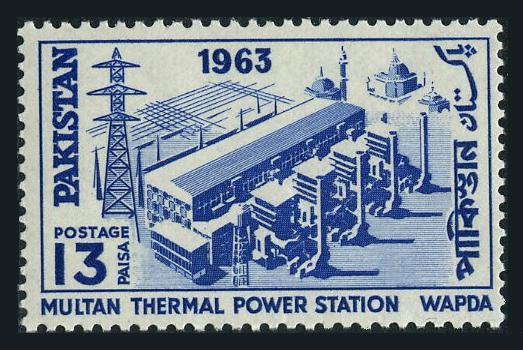 1963
PAKISTAN
پاکستان
POSTAGE
13
PAISA
MULTAN THERMAL POWER STATION WAPDA